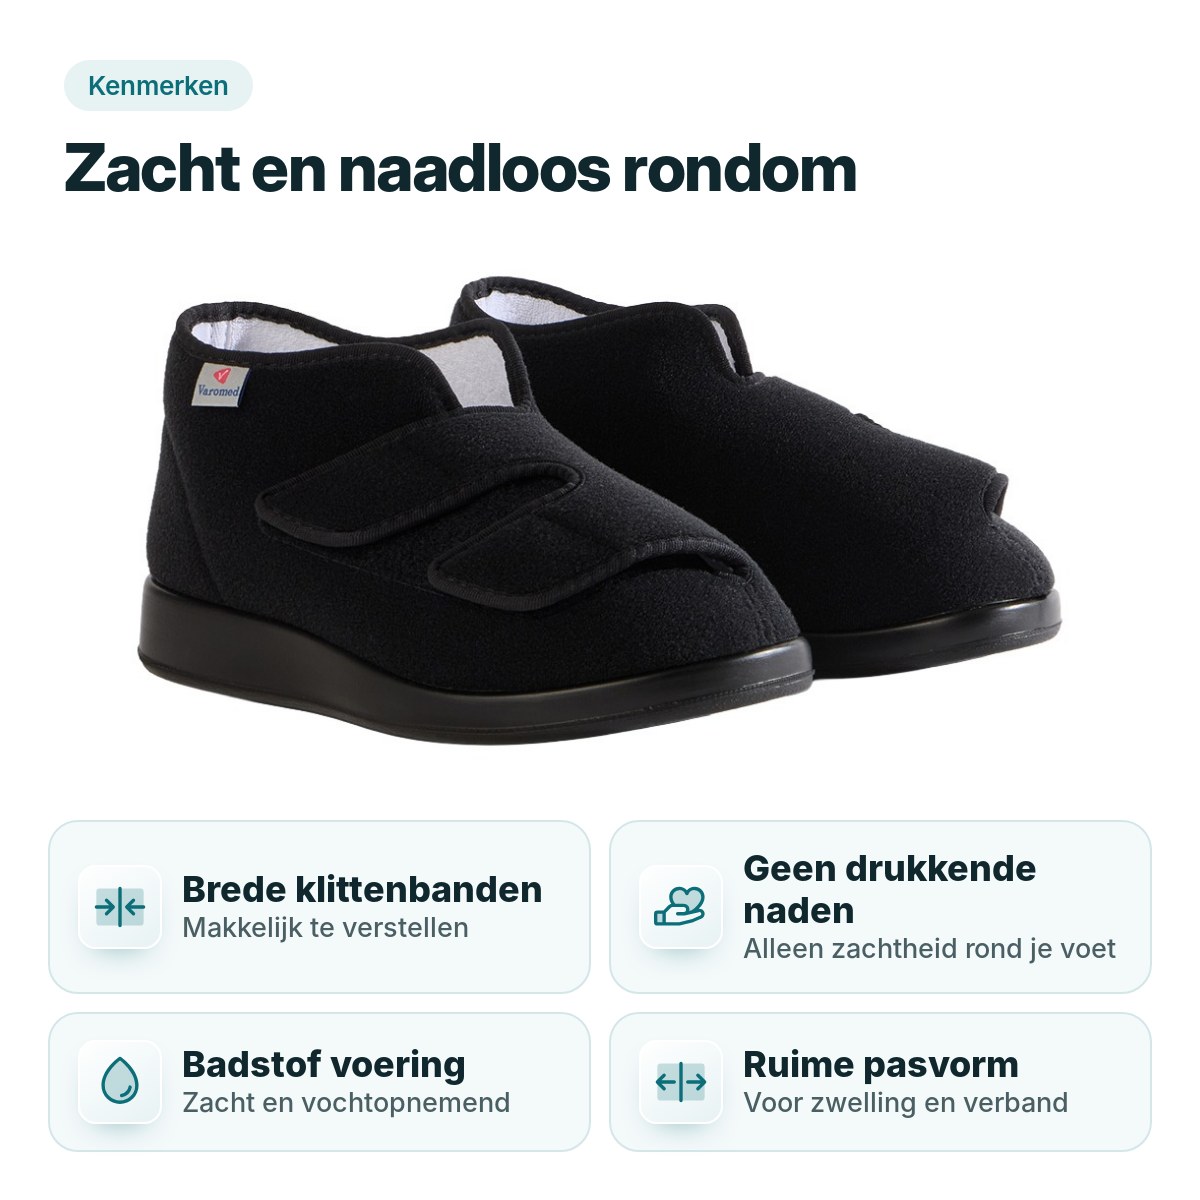 Kenmerken
Zacht en naadloos rondom
Varomed
Brede klittenbanden
Makkelijk te verstellen
Geen drukkende
naden
Alleen zachtheid rond je voet
Badstof voering
Zacht en vochtopnemend
Ruime pasvorm
Voor zwelling en verband